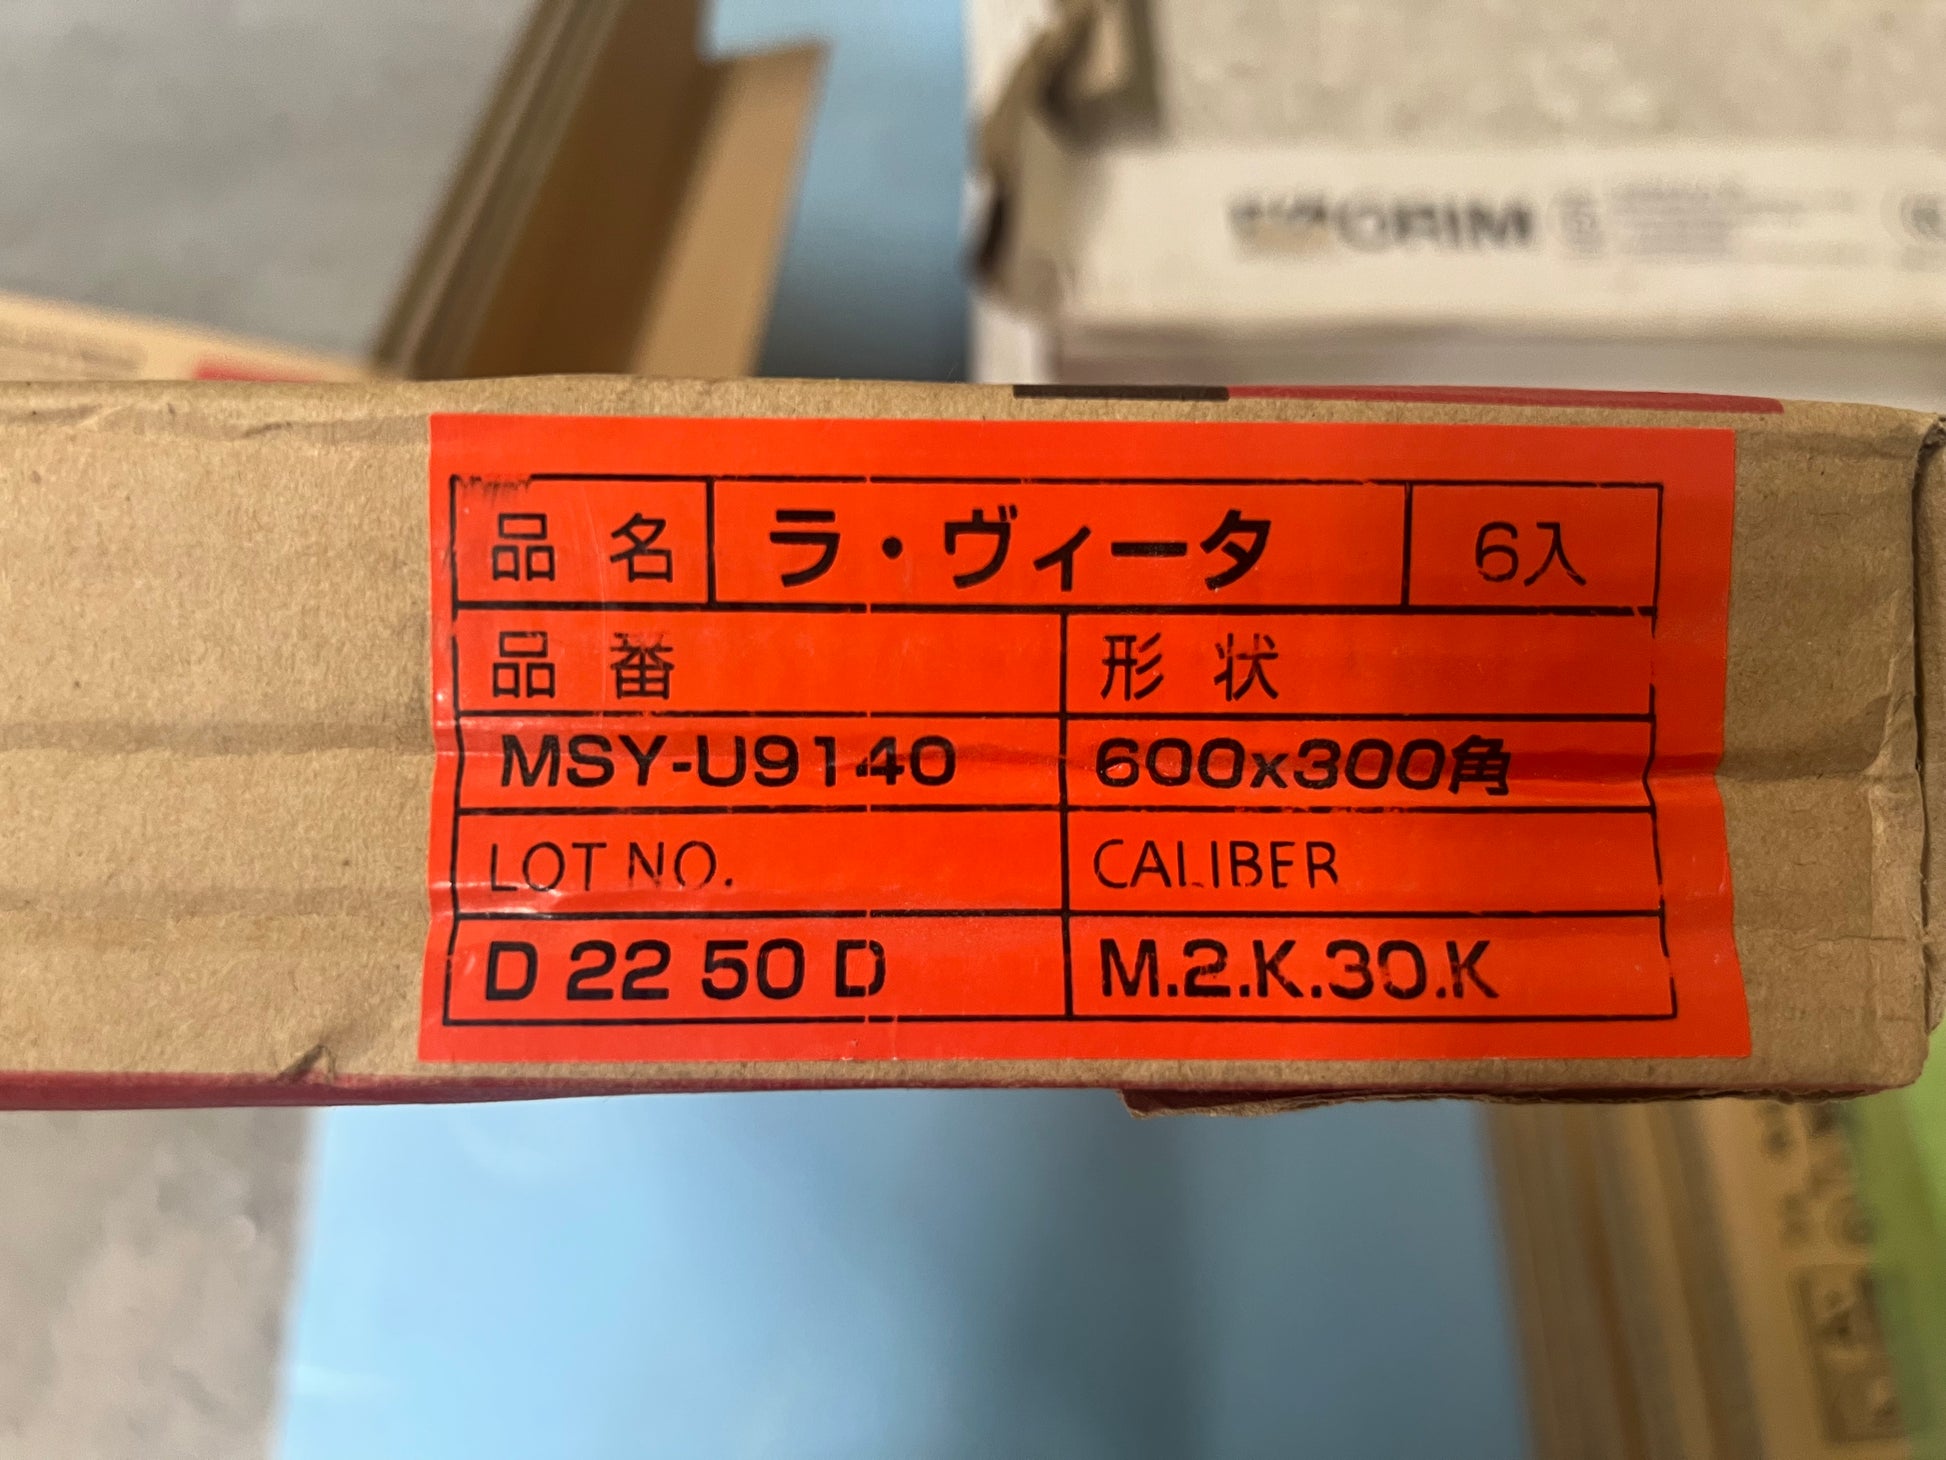 品名 ラ・ヴィータ 6入
品番 形状
MSY-U9140 600x300角
LOT NO. CALIBER
D 22 50 D M.2.K.30.K